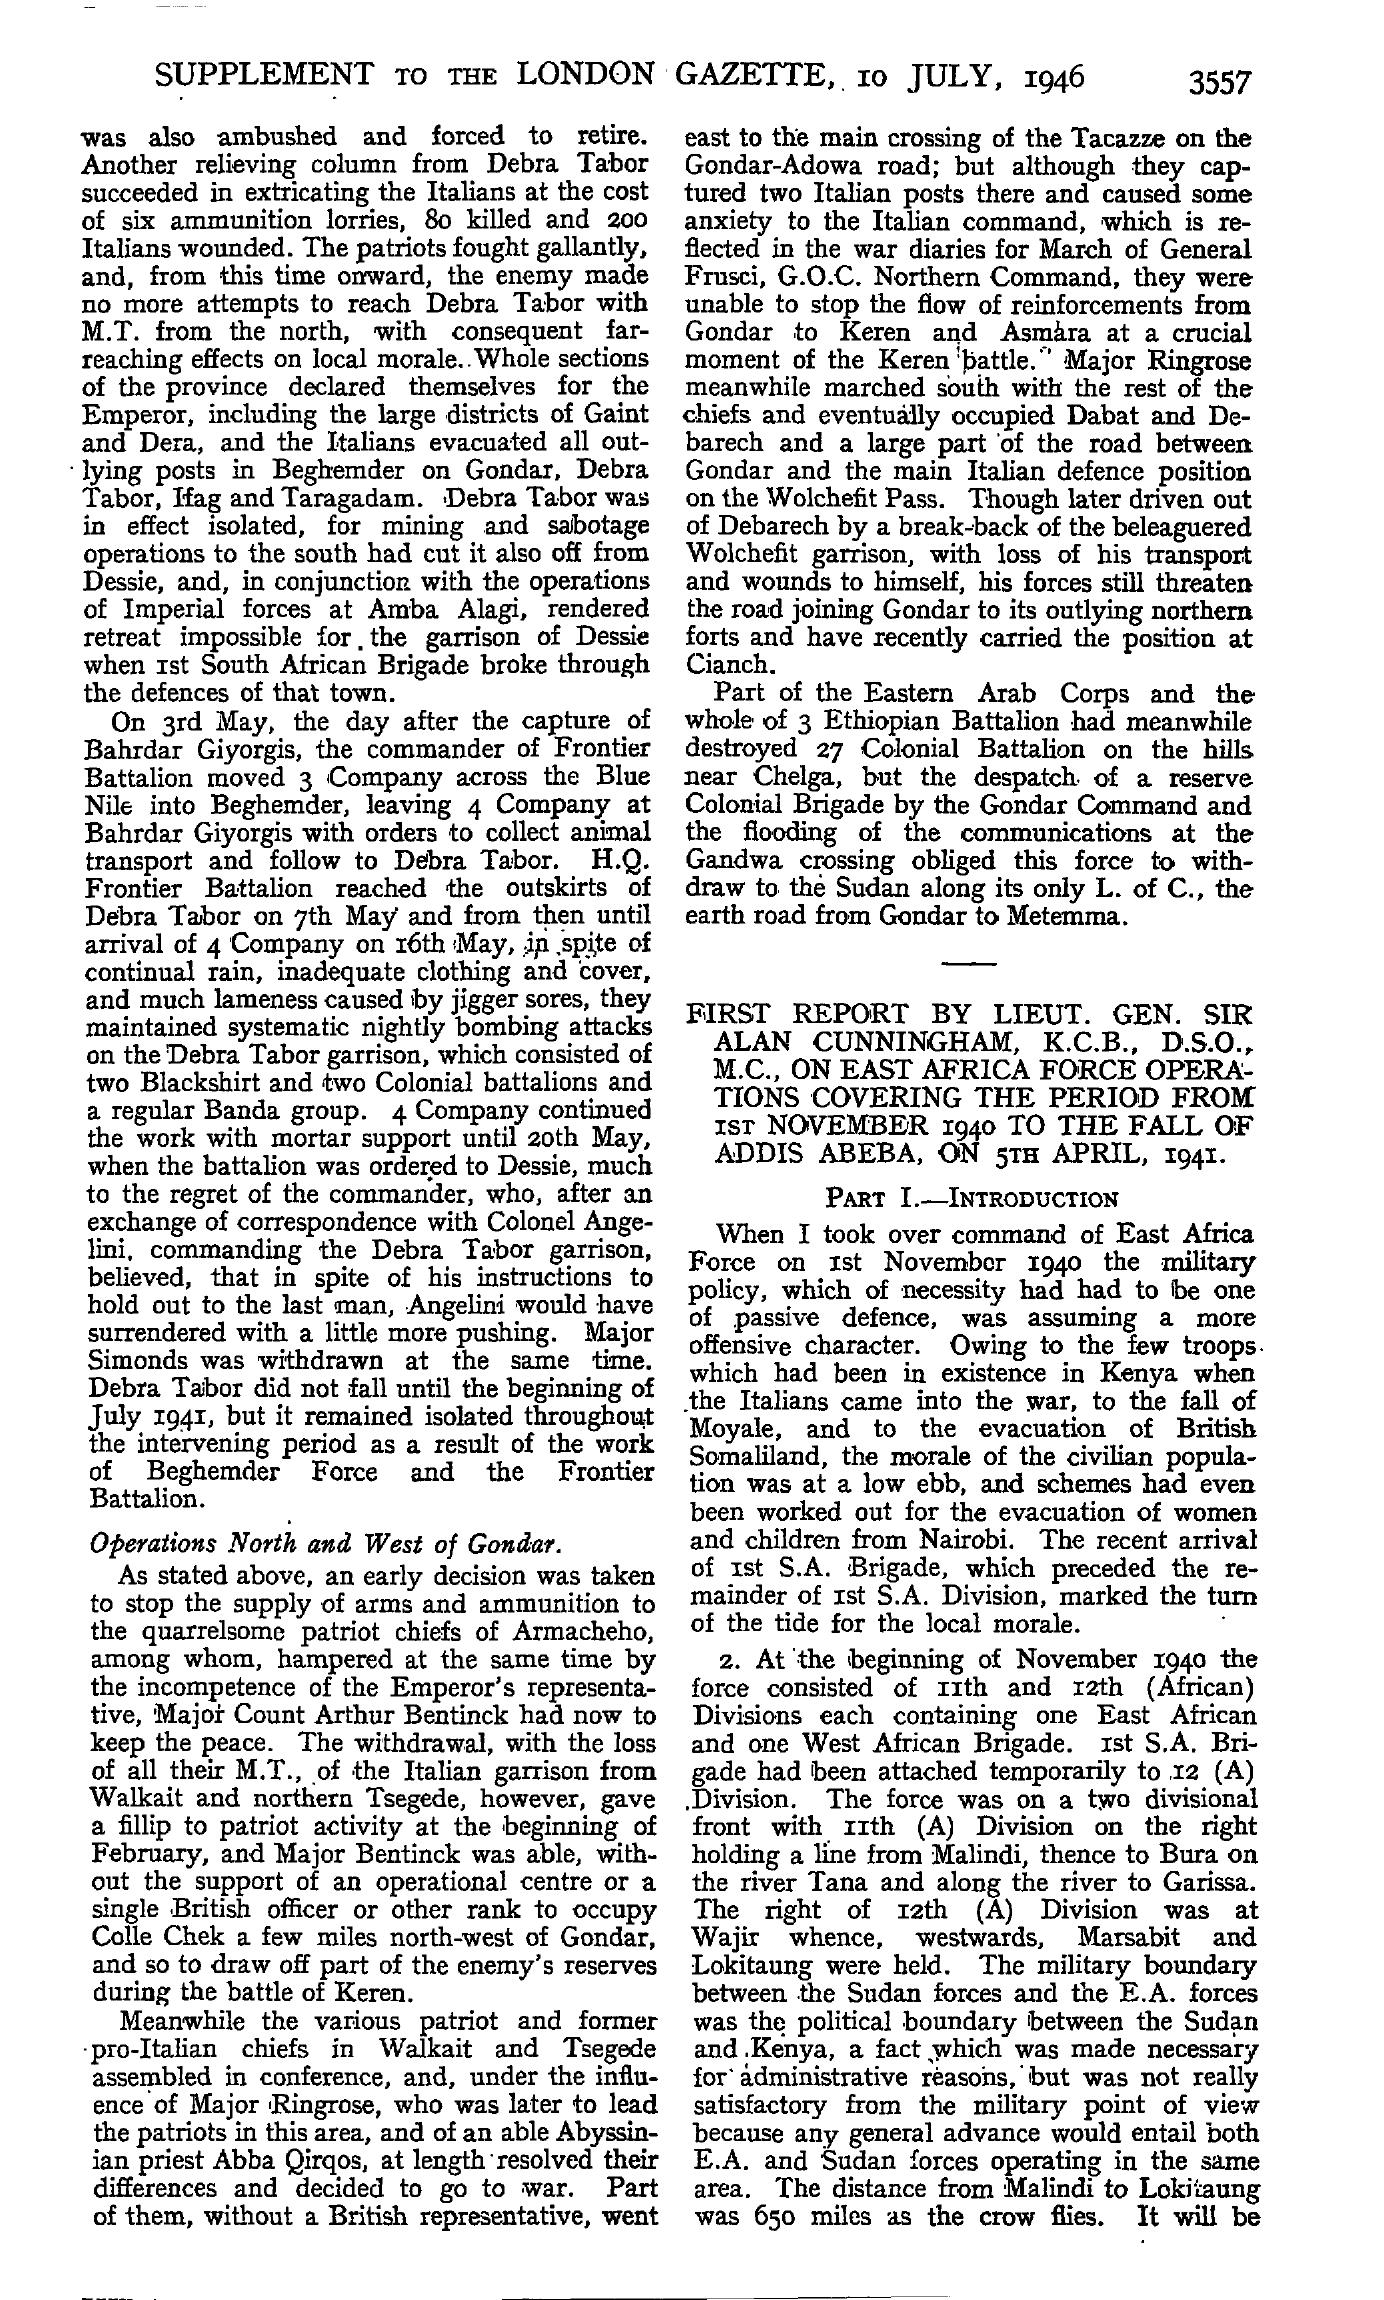 SUPPLEMENT TO THE LONDON GAZETTE, 10 JULY, 1946 3557
was also ambushed and forced to retire.
Another relieving column from Debra Tabor
succeeded in extricating the Italians at the cost
of six ammunition lorries, 80 killed and 200
Italians wounded. The patriots fought gallantly,
and, from this time onward, the enemy made
no more attempts to reach Debra Tabor with
M.T. from the north, with consequent far-
reaching effects on local morale. Whole sections
of the province declared themselves for the
Emperor, including the large districts of Gaint
and Dera, and the Italians evacuated all out-
lying posts in Beghemder on Gondar, Debra
Tabor, Ifag and Taragadam. Debra Tabor was
in effect isolated, for mining and sabotage
operations to the south had cut it also off from
Dessie, and, in conjunction with the operations
of Imperial forces at Amba Alagi, rendered
retreat impossible for the garrison of Dessie
when 1st South African Brigade broke through
the defences of that town.
On 3rd May, the day after the capture of
Bahrdar Giyorgis, the commander of Frontier
Battalion moved 3 Company across the Blue
Nile into Beghemder, leaving 4 Company at
Bahrdar Giyorgis with orders to collect animal
transport and follow to Debra Tabor. H.Q.
Frontier Battalion reached the outskirts of
Debra Tabor on 7th May and from then until
arrival of 4 Company on 16th May, in spite of
continual rain, inadequate clothing and cover,
and much lameness caused by jigger sores, they
maintained systematic nightly bombing attacks
on the Debra Tabor garrison, which consisted of
two Blackshirt and two Colonial battalions and
a regular Banda group. 4 Company continued
the work with mortar support until 20th May,
when the battalion was ordered to Dessie, much
to the regret of the commander, who, after an
exchange of correspondence with Colonel Ange-
lini, commanding the Debra Tabor garrison,
believed, that in spite of his instructions to
hold out to the last man, Angelini would have
surrendered with a little more pushing. Major
Simonds was withdrawn at the same time.
Debra Tabor did not fall until the beginning of
July 1941, but it remained isolated throughout
the intervening period as a result of the work
of Beghemder Force and the Frontier
Battalion.
Operations North and West of Gondar.
As stated above, an early decision was taken
to stop the supply of arms and ammunition to
the quarrelsome patriot chiefs of Armacheho,
among whom, hampered at the same time by
the incompetence of the Emperor's representa-
tive, Major Count Arthur Bentinck had now to
keep the peace. The withdrawal, with the loss
of all their M.T., of the Italian garrison from
Walkait and northern Tsegede, however, gave
a fillip to patriot activity at the beginning of
February, and Major Bentinck was able, with-
out the support of an operational centre or a
single British officer or other rank to occupy
Colle Chek a few miles north-west of Gondar,
and so to draw off part of the enemy's reserves
during the battle of Keren.
Meanwhile the various patriot and former
pro-Italian chiefs in Walkait and Tsegede
assembled in conference, and, under the influ-
ence of Major Ringrose, who was later to lead
the patriots in this area, and of an able Abyssin-
ian priest Abba Qirqos, at length resolved their
differences and decided to go to war. Part
of them, without a British representative, went
east to the main crossing of the Tacazze on the
Gondar-Adowa road; but although they cap-
tured two Italian posts there and caused some
anxiety to the Italian command, which is re-
flected in the war diaries for March of General
Frusci, G.O.C. Northern Command, they were
unable to stop the flow of reinforcements from
Gondar to Keren and Asmara at a crucial
moment of the Keren battle. Major Ringrose
meanwhile marched south with the rest of the
chiefs and eventually occupied Dabat and De-
barech and a large part of the road between
Gondar and the main Italian defence position
on the Wolchefit Pass. Though later driven out
of Debarech by a break-back of the beleaguered
Wolchefit garrison, with loss of his transport
and wounds to himself, his forces still threaten
the road joining Gondar to its outlying northern
forts and have recently carried the position at
Cianch.
Part of the Eastern Arab Corps and the
whole of 3 Ethiopian Battalion had meanwhile
destroyed 27 Colonial Battalion on the hills
near Chelga, but the despatch of a reserve
Colonial Brigade by the Gondar Command and
the flooding of the communications at the
Gandwa crossing obliged this force to with-
draw to the Sudan along its only L. of C., the
earth road from Gondar to Metemma.
FIRST REPORT BY LIEUT. GEN. SIR
ALAN CUNNINGHAM, K.C.B., D.S.O.,
M.C., ON EAST AFRICA FORCE OPERA-
TIONS COVERING THE PERIOD FROM
1ST NOVEMBER 1940 TO THE FALL OF
ADDIS ABEBA, ON 5TH APRIL, 1941.
PART I.—INTRODUCTION
When I took over command of East Africa
Force on 1st November 1940 the military
policy, which of necessity had had to be one
of passive defence, was assuming a more
offensive character. Owing to the few troops
which had been in existence in Kenya when
the Italians came into the war, to the fall of
Moyale, and to the evacuation of British
Somaliland, the morale of the civilian popula-
tion was at a low ebb, and schemes had even
been worked out for the evacuation of women
and children from Nairobi. The recent arrival
of 1st S.A. Brigade, which preceded the re-
mainder of 1st S.A. Division, marked the turn
of the tide for the local morale.
2. At the beginning of November 1940 the
force consisted of 11th and 12th (African)
Divisions each containing one East African
and one West African Brigade. 1st S.A. Bri-
gade had been attached temporarily to 12 (A)
Division. The force was on a two divisional
front with 11th (A) Division on the right
holding a line from Malindi, thence to Bura on
the river Tana and along the river to Garissa.
The right of 12th (A) Division was at
Wajir whence, westwards, Marsabit and
Lokitaung were held. The military boundary
between the Sudan forces and the E.A. forces
was the political boundary between the Sudan
and Kenya, a fact which was made necessary
for administrative reasons, but was not really
satisfactory from the military point of view
because any general advance would entail both
E.A. and Sudan forces operating in the same
area. The distance from Malindi to Lokitaung
was 650 miles as the crow flies. It will be